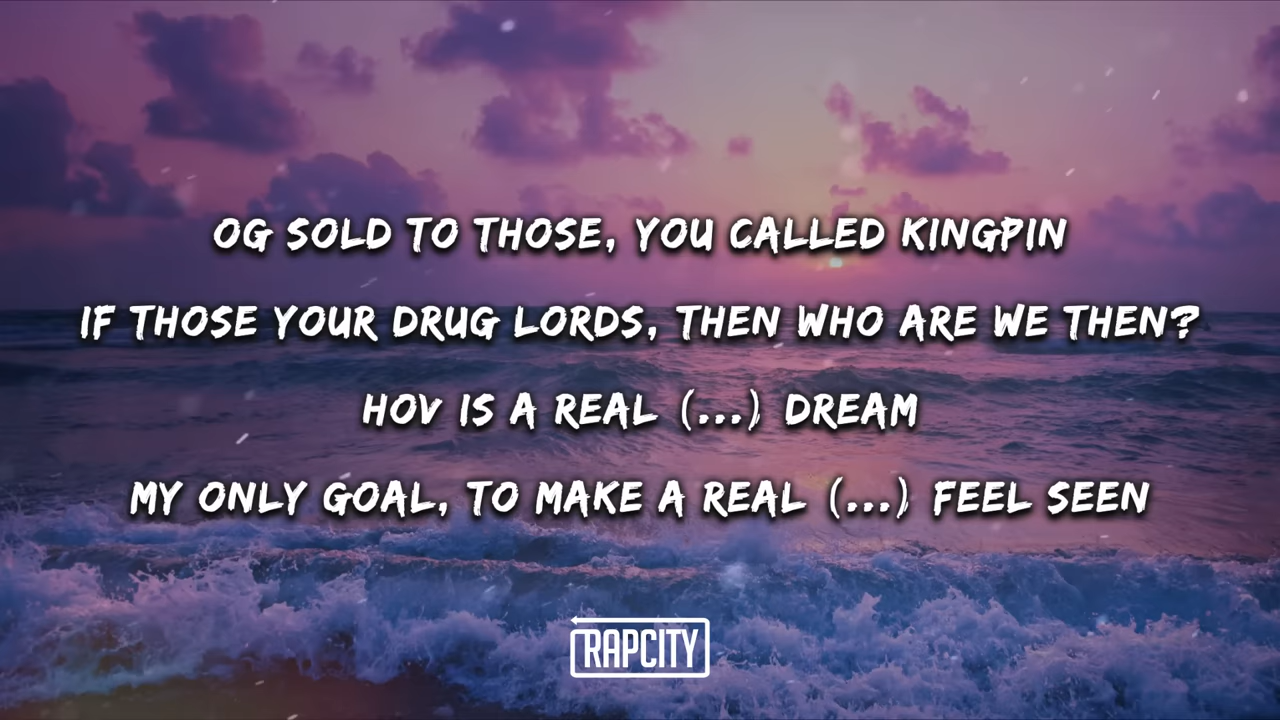 OG SOLD TO THOSE, YOU CALLED KINGPIN
IF THOSE YOUR DRUG LORDS, THEN WHO ARE WE THEN?
HOV IS A REAL (...) DREAM
MY ONLY GOAL, TO MAKE A REAL (...) FEEL SEEN
RAPCITY